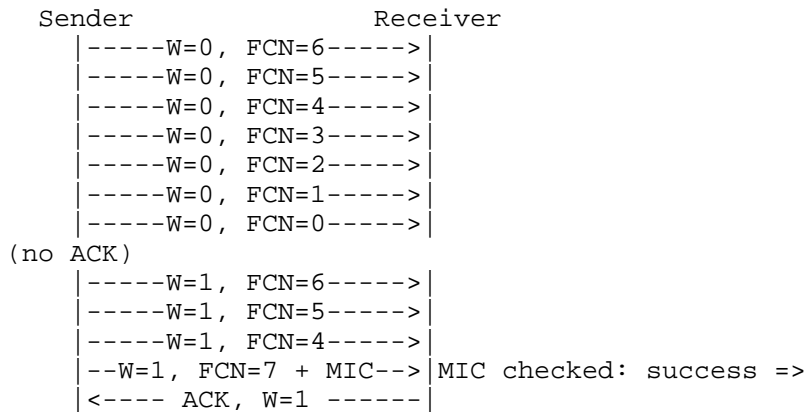 Sender Receiver
|-----W=0, FCN=6----->|
|-----W=0, FCN=5----->|
|-----W=0, FCN=4----->|
|-----W=0, FCN=3----->|
|-----W=0, FCN=2----->|
|-----W=0, FCN=1----->|
|-----W=0, FCN=0----->|
(no ACK)
|-----W=1, FCN=6----->|
|-----W=1, FCN=5----->|
|-----W=1, FCN=4----->|
|--W=1, FCN=7 + MIC-->|MIC checked: success =>
|<---- ACK, W=1 ------|